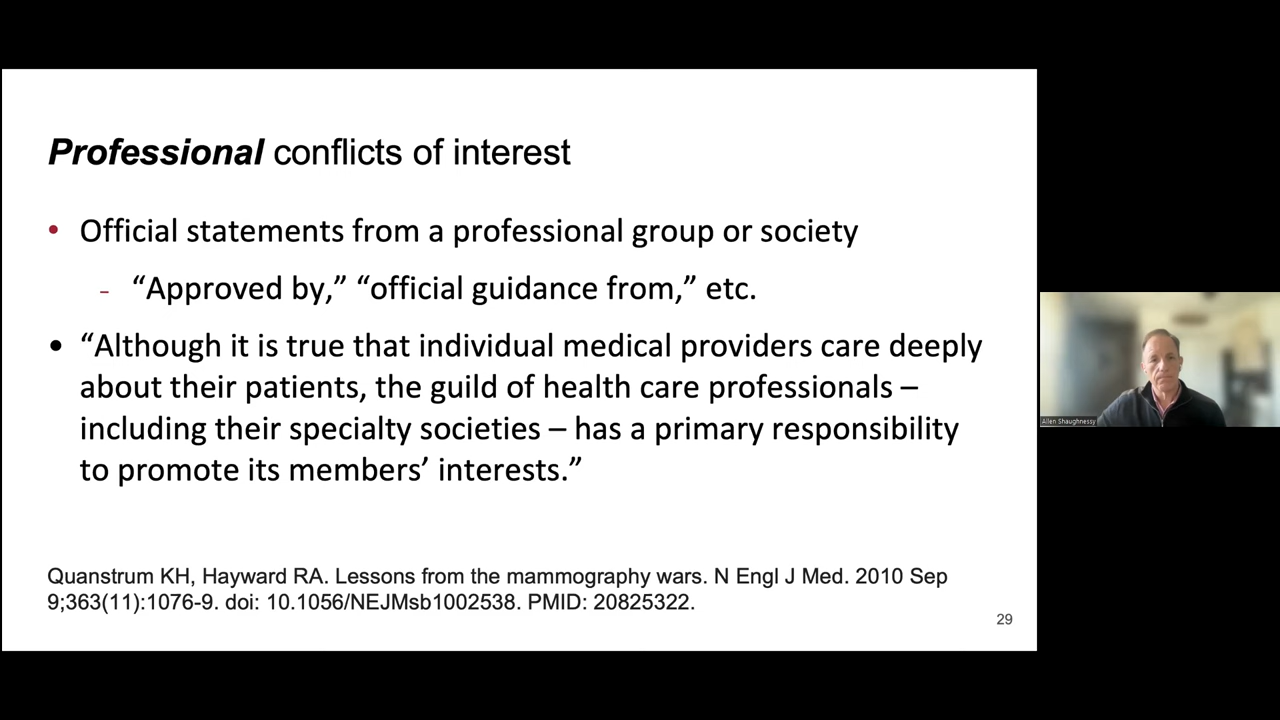 Professional conflicts of interest
• Official statements from a professional group or society
- “Approved by,” “official guidance from,” etc.
• “Although it is true that individual medical providers care deeply
about their patients, the guild of health care professionals –
including their specialty societies – has a primary responsibility
to promote its members’ interests.”
Quanstrum KH, Hayward RA. Lessons from the mammography wars. N Engl J Med. 2010 Sep
9;363(11):1076-9. doi: 10.1056/NEJMsb1002538. PMID: 20825322.
29
Allen Shaughnessy